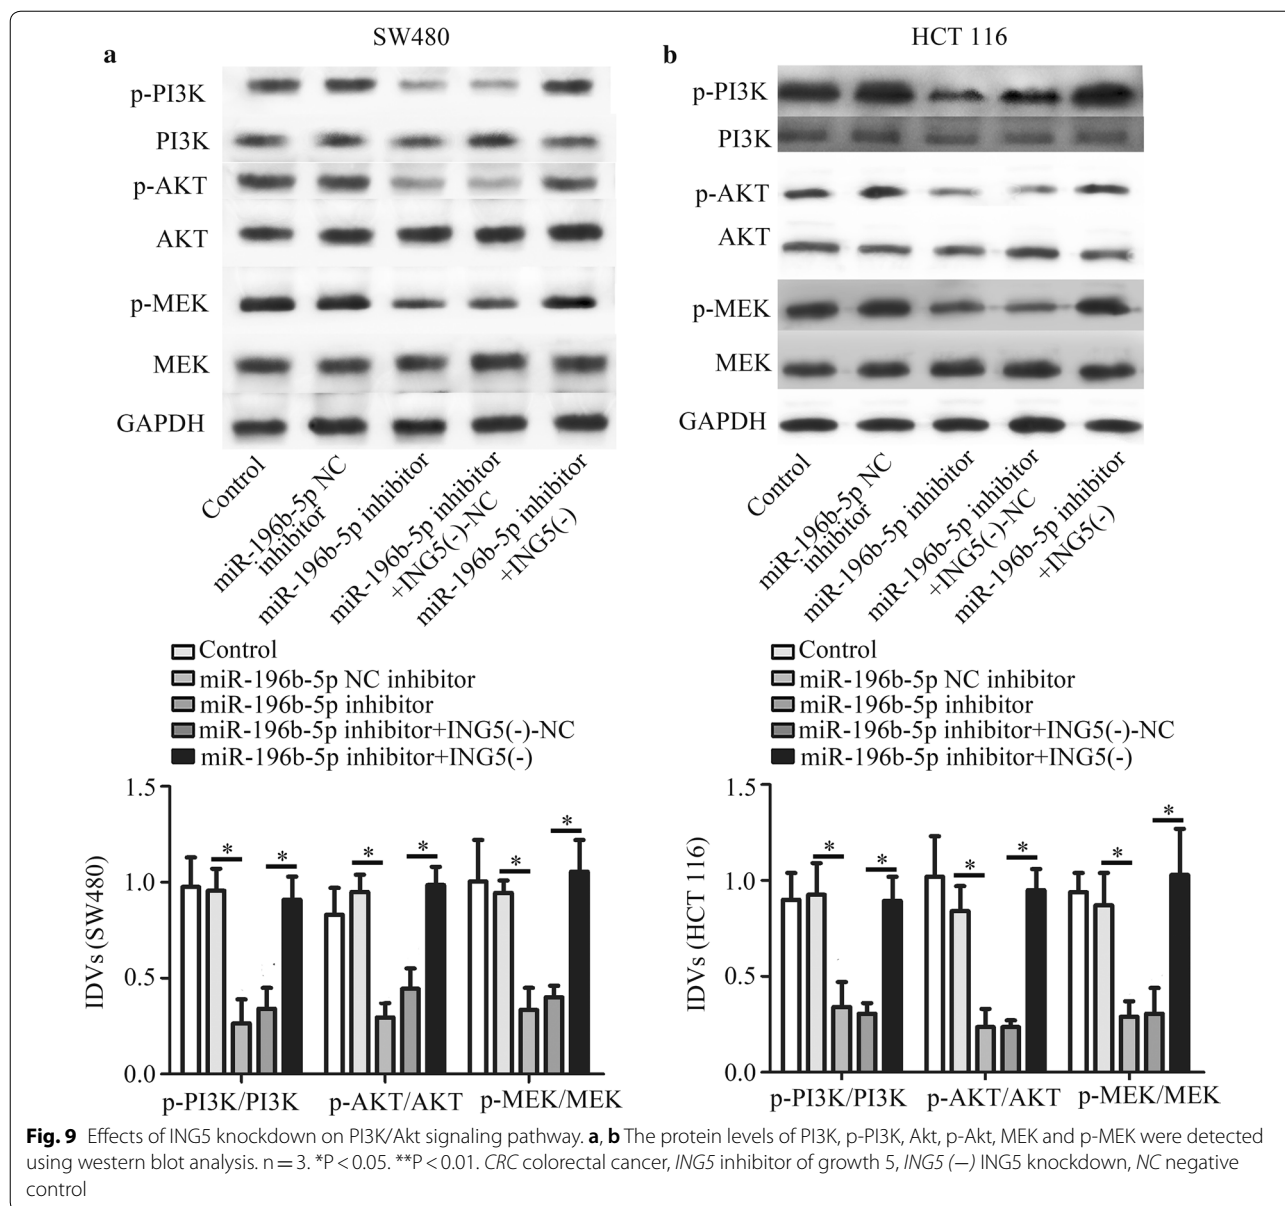 a
SW480
p-PI3K
PI3K
p-AKT
AKT
p-MEK
MEK
GAPDH
Control
miR-196b-5p NC
inhibitor
miR-196b-5p inhibitor
miR-196b-5p inhibitor
+ING5(-)-NC
miR-196b-5p inhibitor
+ING5(-)
Control
miR-196b-5p NC inhibitor
miR-196b-5p inhibitor
miR-196b-5p inhibitor+ING5(-)-NC
miR-196b-5p inhibitor+ING5(-)
IDVs (SW480)
1.5
1.0
0.5
0.0
* * * * * *
p-PI3K/PI3K p-AKT/AKT p-MEK/MEK
b
HCT 116
p-PI3K
PI3K
p-AKT
AKT
p-MEK
MEK
GAPDH
Control
miR-196b-5p NC
inhibitor
miR-196b-5p inhibitor
miR-196b-5p inhibitor
+ING5(-)-NC
miR-196b-5p inhibitor
+ING5(-)
Control
miR-196b-5p NC inhibitor
miR-196b-5p inhibitor
miR-196b-5p inhibitor+ING5(-)-NC
miR-196b-5p inhibitor+ING5(-)
IDVs (HCT 116)
1.5
1.0
0.5
0.0
* * * * * *
p-PI3K/PI3K p-AKT/AKT p-MEK/MEK
Fig. 9 Effects of ING5 knockdown on PI3K/Akt signaling pathway. a, b The protein levels of PI3K, p-PI3K, Akt, p-Akt, MEK and p-MEK were detected
using western blot analysis. n = 3. *P < 0.05. **P < 0.01. CRC colorectal cancer, ING5 inhibitor of growth 5, ING5 (−) ING5 knockdown, NC negative
control